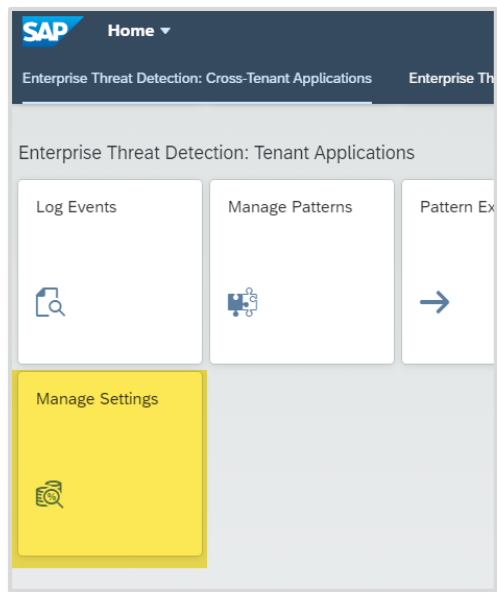 SAP Home
Enterprise Threat Detection: Cross-Tenant Applications Enterprise Th
Enterprise Threat Detection: Tenant Applications
Log Events Manage Patterns Pattern Ex
Manage Settings